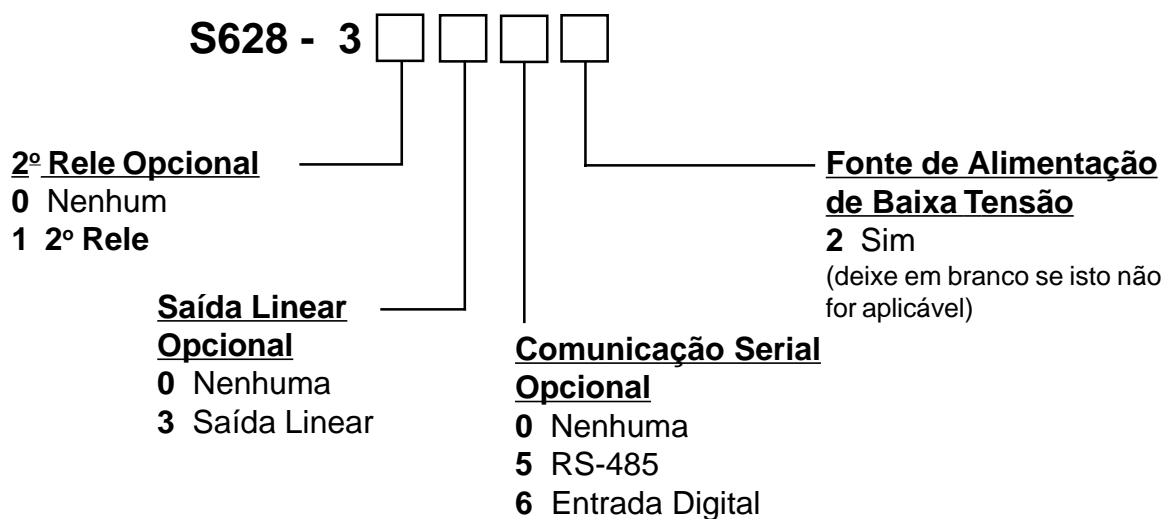 S628 - 3
2º Rele Opcional
0 Nenhum
1 2º Rele
Saída Linear
Opcional
0 Nenhuma
3 Saída Linear
Comunicação Serial
Opcional
0 Nenhuma
5 RS-485
6 Entrada Digital
Fonte de Alimentação
de Baixa Tensão
2 Sim
(deixe em branco se isto não
for aplicável)